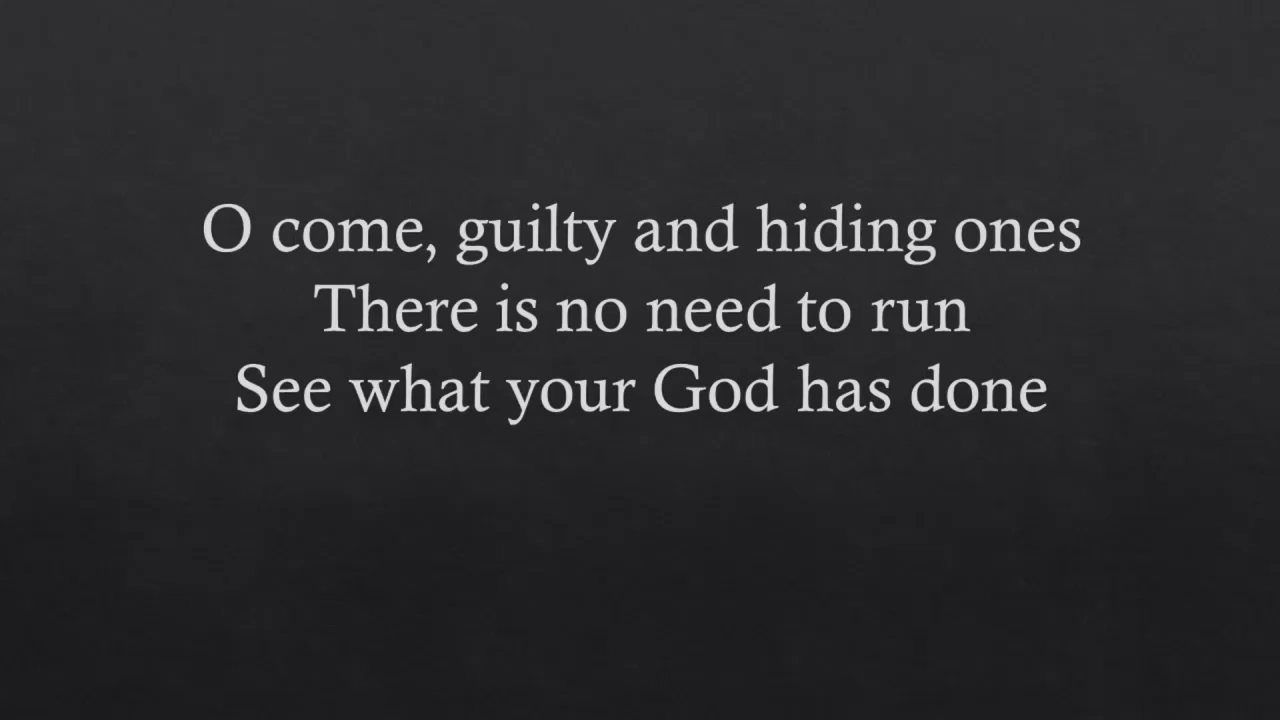 O come, guilty and hiding ones
There is no need to run
See what your God has done